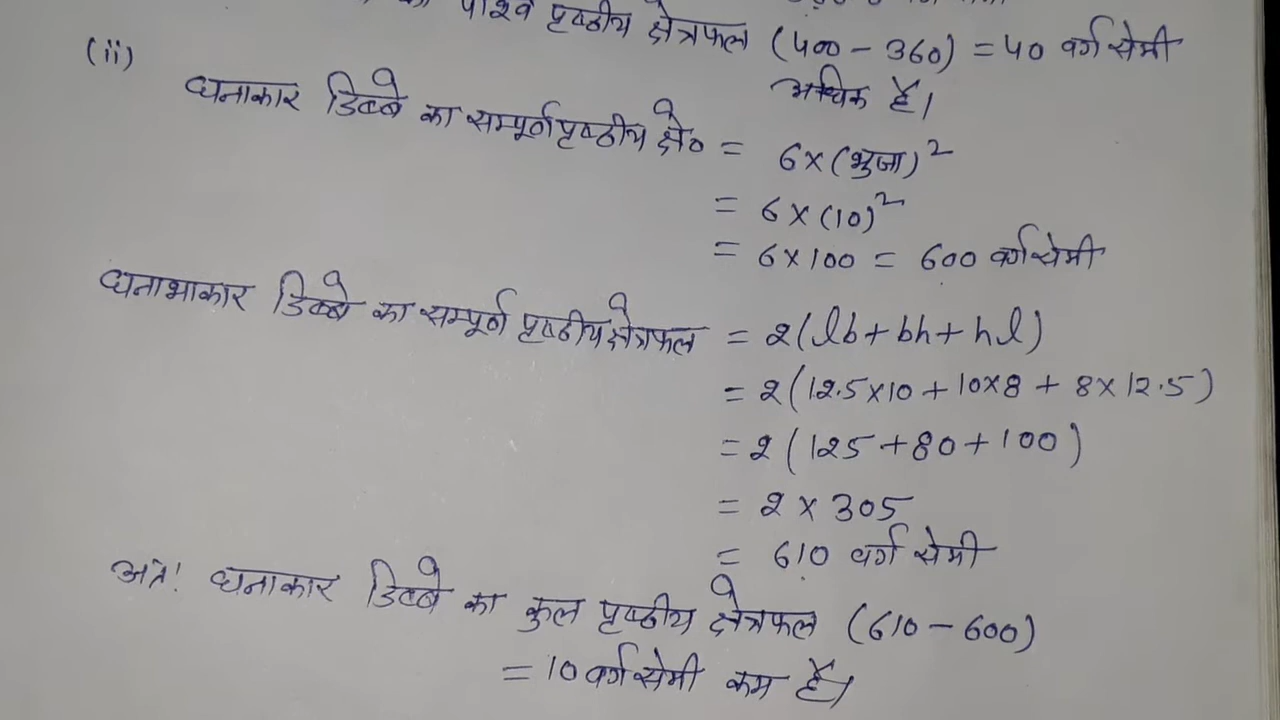 पार्श्व पृष्ठीय क्षेत्रफल (400 - 360) = 40 वर्ग सेमी
अधिक है।
(ii)
घनाकार डिब्बे का सम्पूर्ण पृष्ठीय क्षे० = 6×(भुजा)²
= 6×(10)²
= 6×100 = 600 वर्ग सेमी
घनाभाकार डिब्बे का सम्पूर्ण पृष्ठीय क्षेत्रफल = 2(lb+bh+hl)
= 2(12.5×10+10×8+8×12.5)
= 2(125+80+100)
= 2×305
= 610 वर्ग सेमी
अत: घनाकार डिब्बे का कुल पृष्ठीय क्षेत्रफल (610-600)
= 10 वर्ग सेमी कम है।